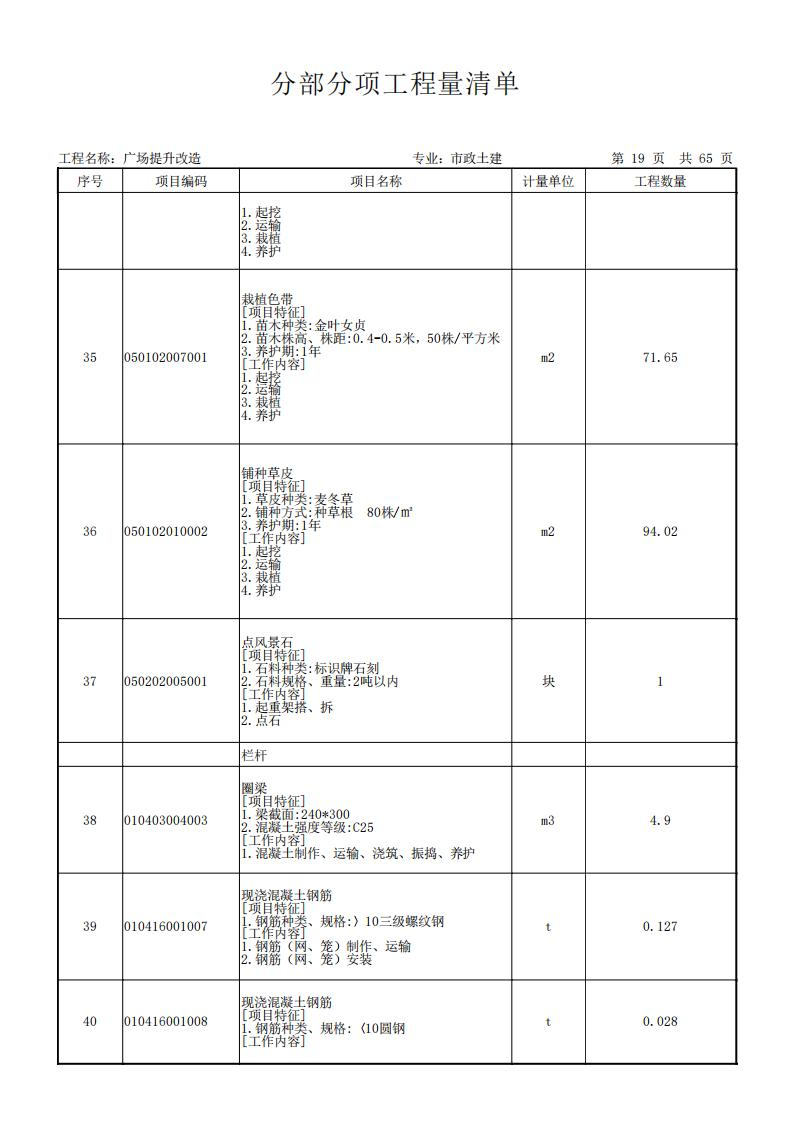 分部分项工程量清单
工程名称：广场提升改造 专业：市政土建 第 19 页 共 65 页
序号 项目编码 项目名称 计量单位 工程数量
1.起挖
2.运输
3.栽植
4.养护
栽植色带
[项目特征]
1.苗木种类:金叶女贞
2.苗木株高、株距:0.4-0.5米，50株/平方米
3.养护期:1年
35 050102007001 [工作内容] m2 71.65
1.起挖
2.运输
3.栽植
4.养护
铺种草皮
[项目特征]
1.草皮种类:麦冬草
2.铺种方式:种草根 80株/㎡
3.养护期:1年
36 050102010002 [工作内容] m2 94.02
1.起挖
2.运输
3.栽植
4.养护
点风景石
[项目特征]
1.石料种类:标识牌石刻
37 050202005001 2.石料规格、重量:2吨以内 块 1
[工作内容]
1.起重架搭、拆
2.点石
栏杆
圈梁
[项目特征]
1.梁截面:240*300
38 010403004003 2.混凝土强度等级:C25 m3 4.9
[工作内容]
1.混凝土制作、运输、浇筑、振捣、养护
现浇混凝土钢筋
[项目特征]
39 010416001007 1.钢筋种类、规格:〉10三级螺纹钢 t 0.127
[工作内容]
1.钢筋（网、笼）制作、运输
2.钢筋（网、笼）安装
现浇混凝土钢筋
[项目特征]
40 010416001008 1.钢筋种类、规格:〈10圆钢 t 0.028
[工作内容]